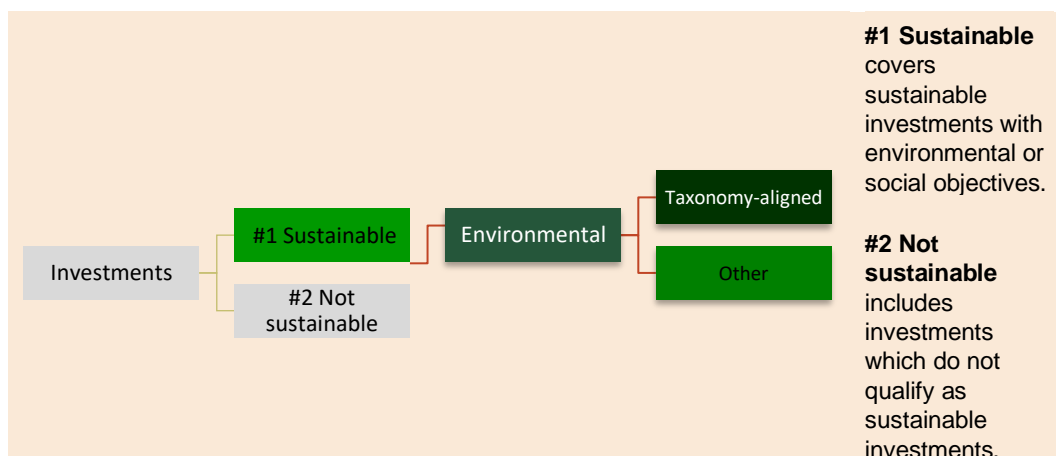 #1 Sustainable
covers
sustainable
investments with
environmental or
social objectives.
Taxonomy-aligned
#1 Sustainable
Environmental
#2 Not
sustainable
Investments
Other
#2 Not
sustainable
includes
investments
which do not
qualify as
sustainable
investments.